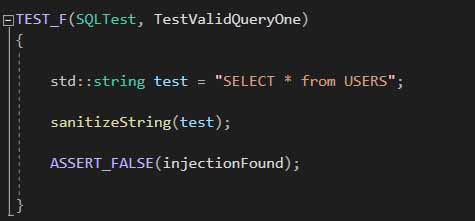 TEST_F(SQLTest, TestValidQueryOne)
{
std::string test = "SELECT * from USERS";
sanitizeString(test);
ASSERT_FALSE(injectionFound);
}